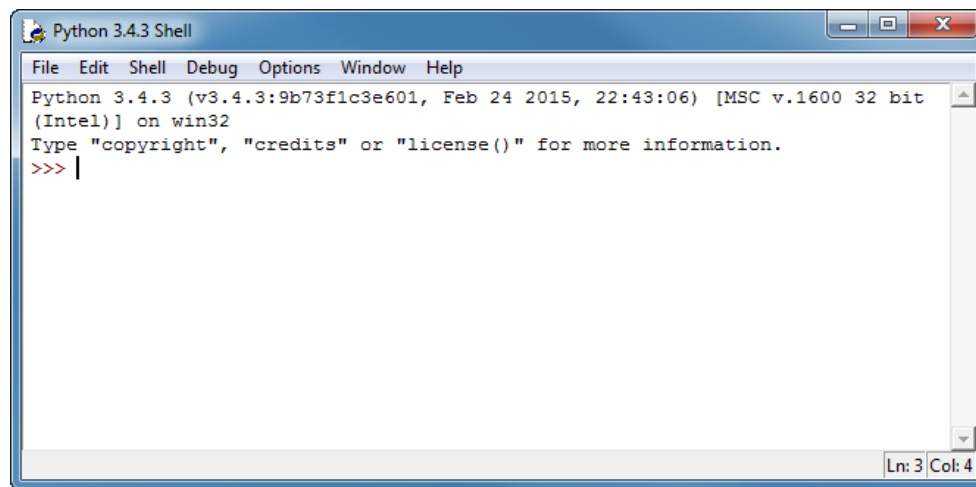 Python 3.4.3 Shell
File Edit Shell Debug Options Window Help
Python 3.4.3 (v3.4.3:9b73f1c3e601, Feb 24 2015, 22:43:06) [MSC v.1600 32 bit
(Intel)] on win32
Type "copyright", "credits" or "license()" for more information.
>>>
Ln: 3 Col: 4